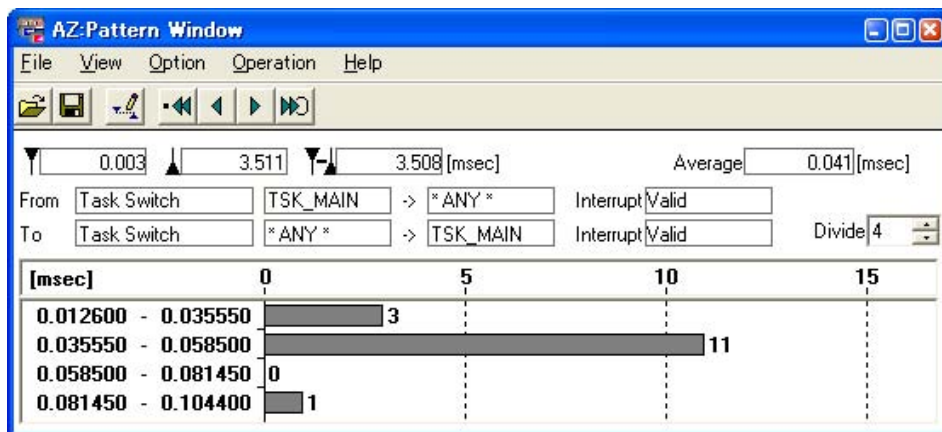 AZ:Pattern Window
File View Option Operation Help
0.003 3.511 3.508 [msec] Average 0.041 [msec]
From Task Switch TSK_MAIN -> * ANY * Interrupt Valid
To Task Switch * ANY * -> TSK_MAIN Interrupt Valid Divide 4
[msec] 0 5 10 15
0.012600 - 0.035550 3
0.035550 - 0.058500 11
0.058500 - 0.081450 0
0.081450 - 0.104400 1